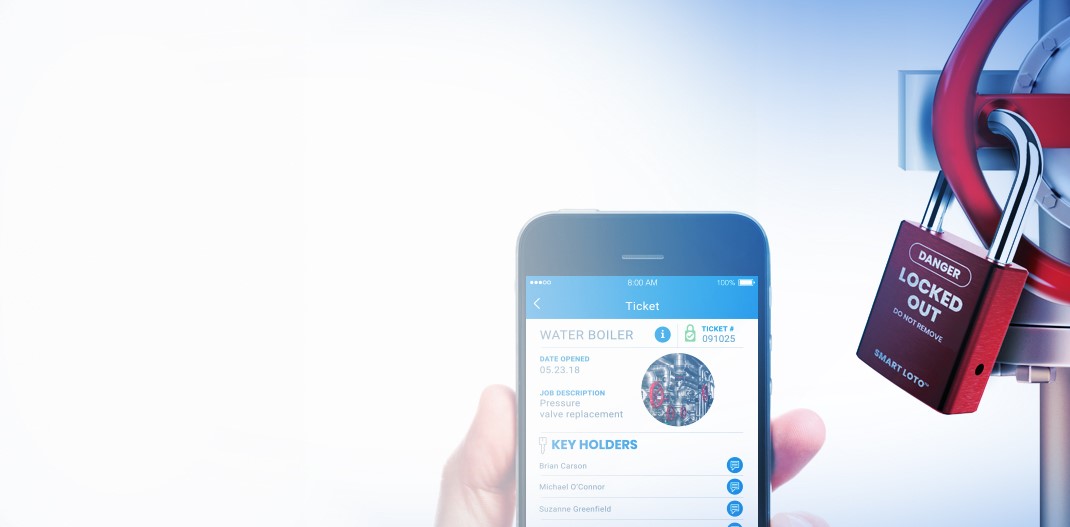 8:00 AM
100%
Ticket
WATER BOILER
i
TICKET #
091025
DATE OPENED
05.23.18
JOB DESCRIPTION
Pressure
valve replacement
KEY HOLDERS
Brian Carson
Michael O'Connor
Suzanne Greenfield
DANGER
LOCKED
OUT
DO NOT REMOVE
SMART LOTO™